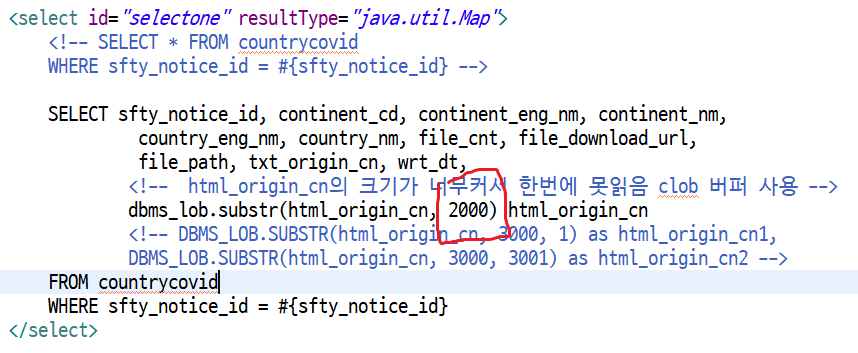 <select id="selectone" resultType="java.util.Map">
<!-- SELECT * FROM countrycovid
WHERE sfty_notice_id = #{sfty_notice_id} -->
SELECT sfty_notice_id, continent_cd, continent_eng_nm, continent_nm,
country_eng_nm, country_nm, file_cnt, file_download_url,
file_path, txt_origin_cn, wrt_dt,
<!-- html_origin_cn의 크기가 너무커서 한번에 못읽음 clob 버퍼 사용 -->
dbms_lob.substr(html_origin_cn, 2000) html_origin_cn
<!-- DBMS_LOB.SUBSTR(html_origin_cn, 3000, 1) as html_origin_cn1,
DBMS_LOB.SUBSTR(html_origin_cn, 3000, 3001) as html_origin_cn2 -->
FROM countrycovid
WHERE sfty_notice_id = #{sfty_notice_id}
</select>